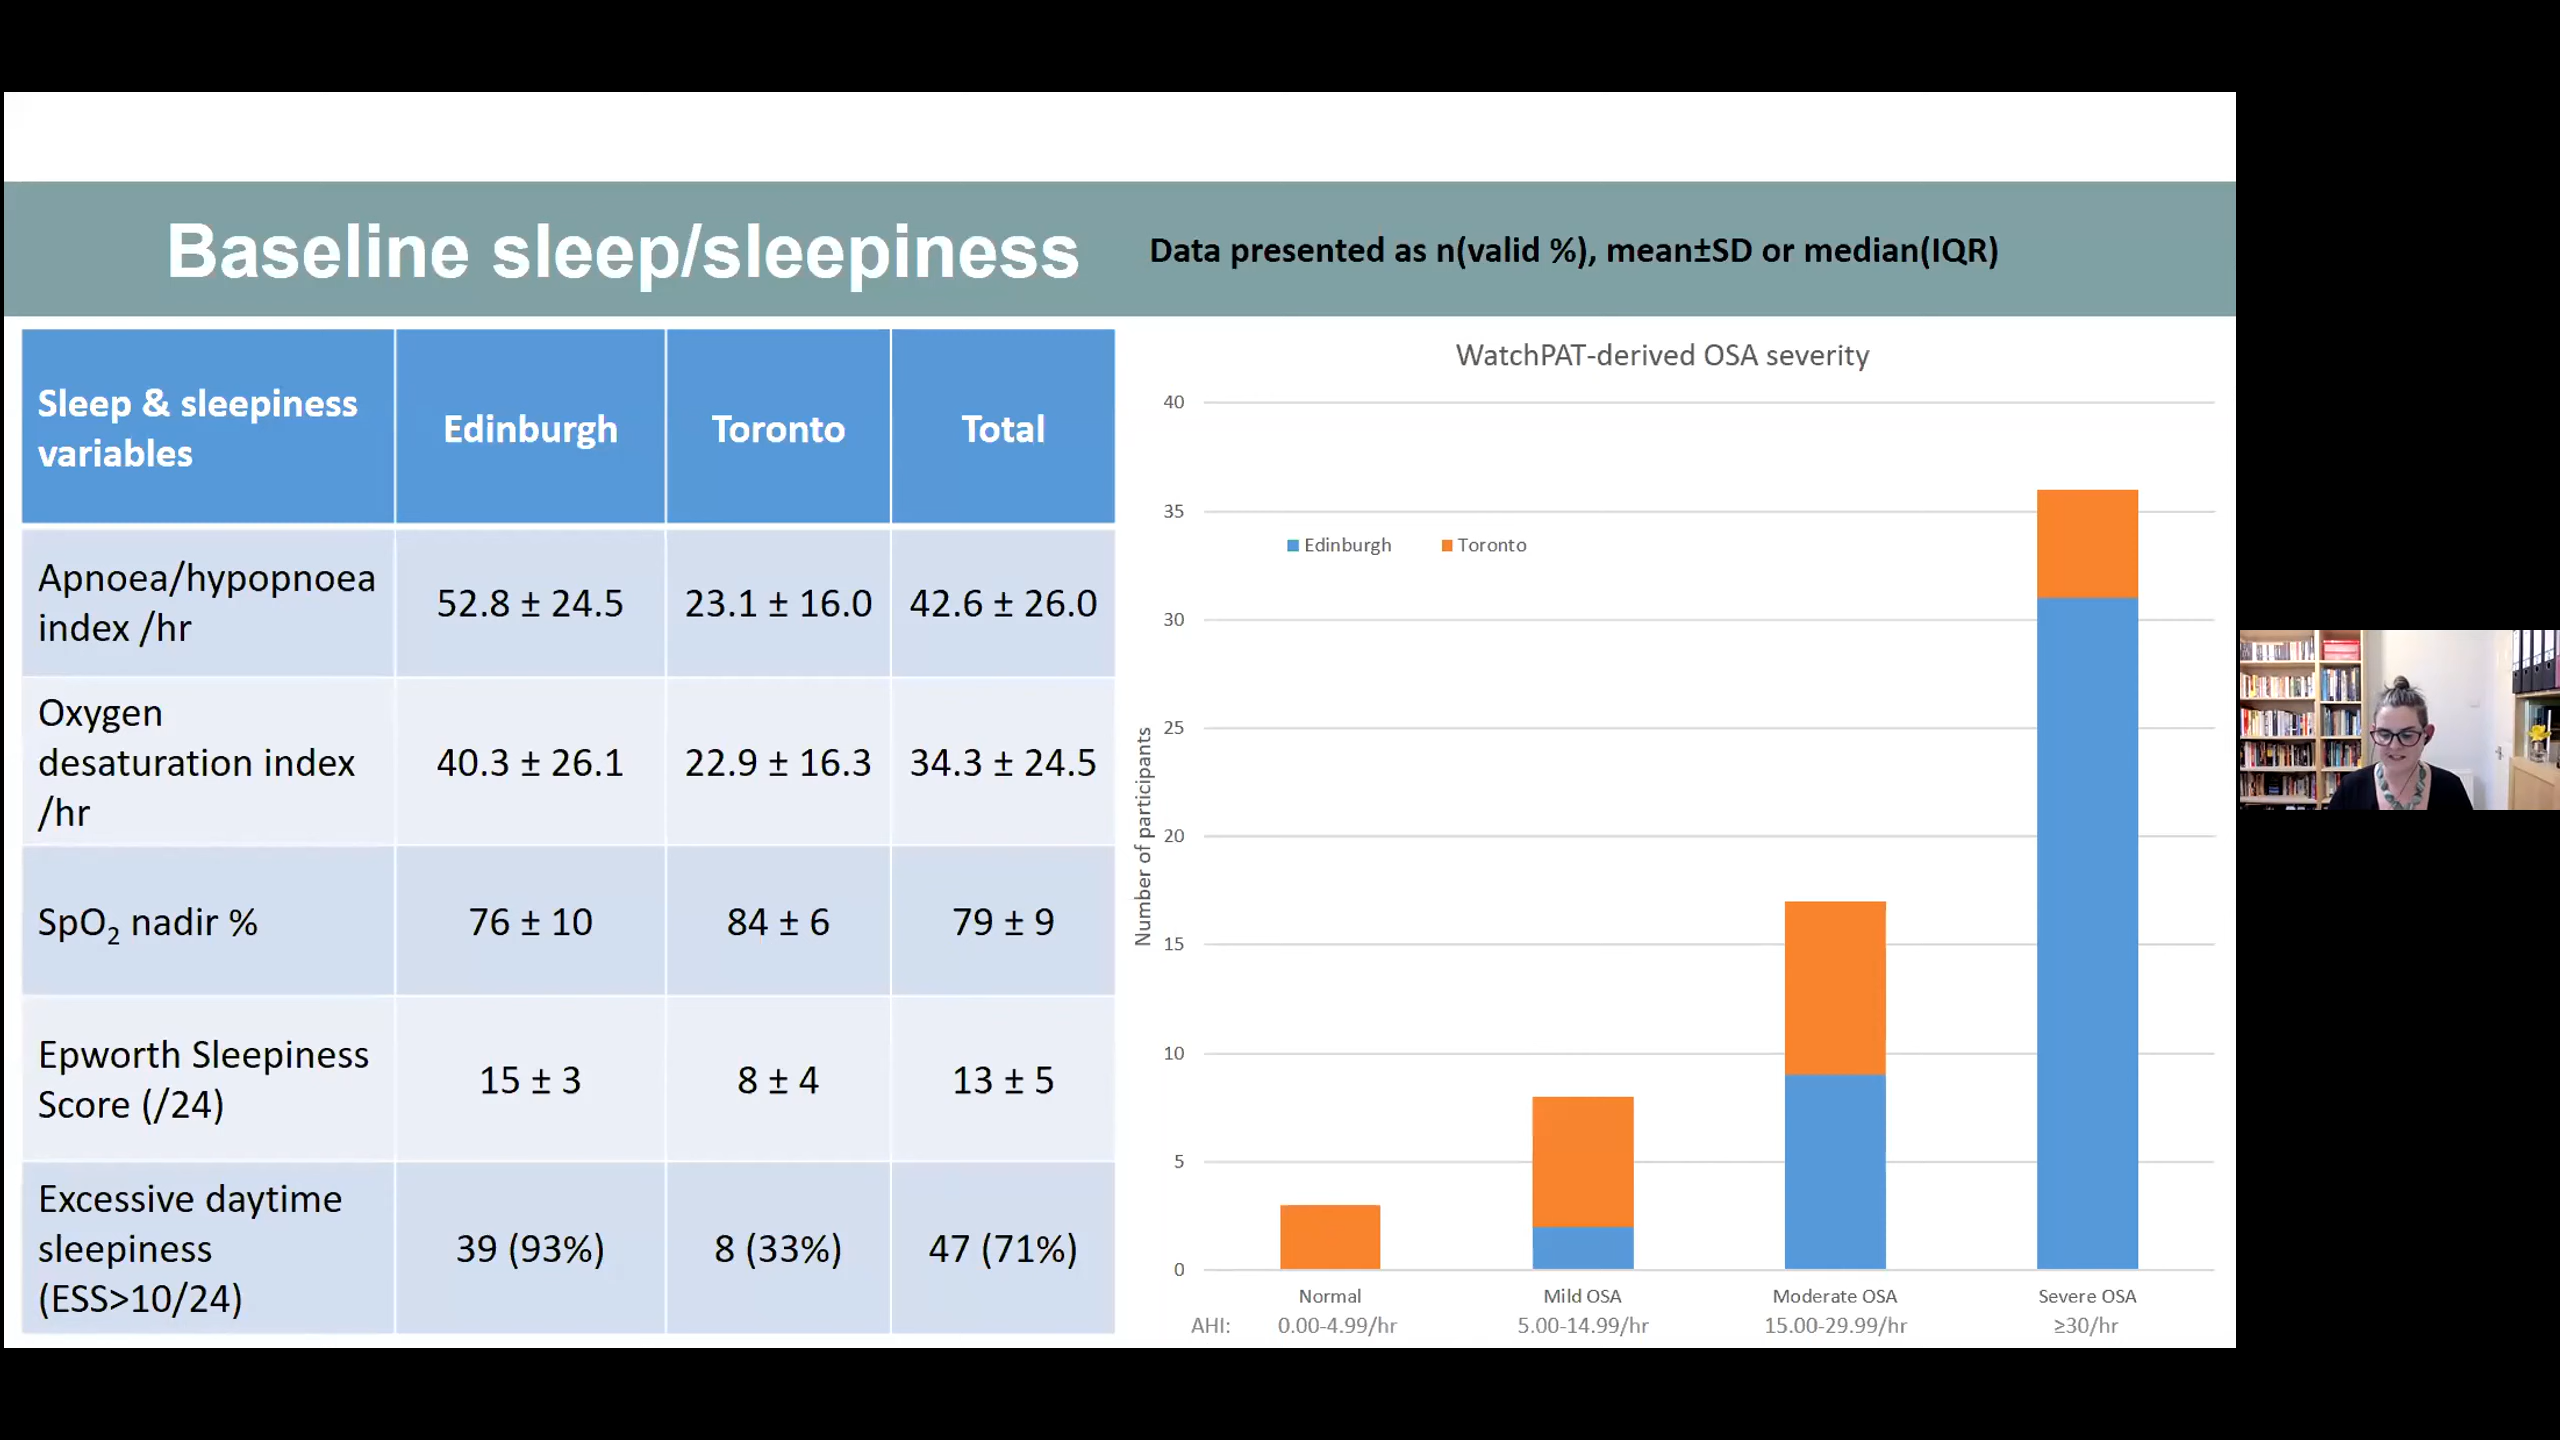 Baseline sleep/sleepiness
Data presented as n(valid %), mean±SD or median(IQR)
Sleep & sleepiness
variables
Edinburgh
Toronto
Total
Apnoea/hypopnoea
index /hr
52.8 ± 24.5
23.1 ± 16.0
42.6 ± 26.0
Oxygen
desaturation index
/hr
40.3 ± 26.1
22.9 ± 16.3
34.3 ± 24.5
SpO₂ nadir %
76 ± 10
84 ± 6
79 ± 9
Epworth Sleepiness
Score (/24)
15 ± 3
8 ± 4
13 ± 5
Excessive daytime
sleepiness
(ESS>10/24)
39 (93%)
8 (33%)
47 (71%)
WatchPAT-derived OSA severity
Number of participants
40
35
30
25
20
15
10
5
0
Edinburgh
Toronto
Normal
Mild OSA
Moderate OSA
Severe OSA
AHI:
0.00-4.99/hr
5.00-14.99/hr
15.00-29.99/hr
≥30/hr